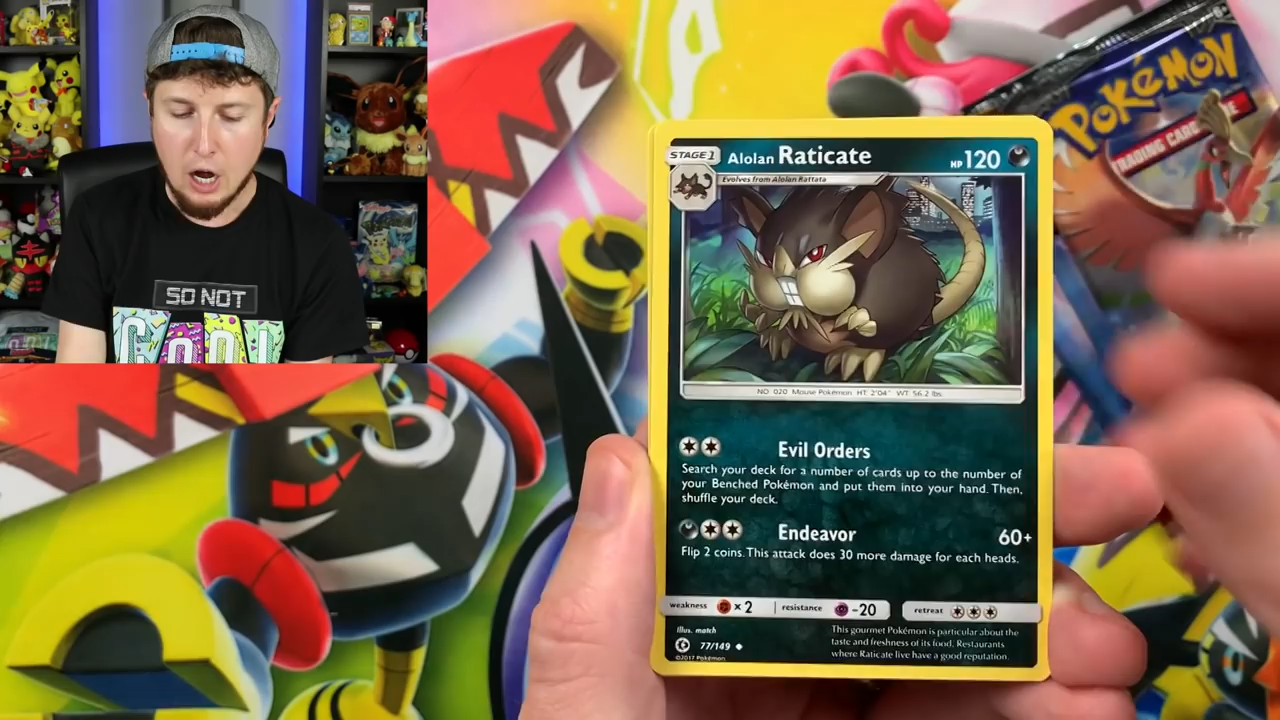 SO NOT
COOL
POKÉMON
TRADING CARD GAME
STAGE 1
Alolan Raticate
HP 120
Evolves from Alolan Rattata
NO. 020 Mouse Pokémon HT: 2'04" WT: 56.2 lbs
Evil Orders
Search your deck for a number of cards up to the number of
your Benched Pokémon and put them into your hand. Then,
shuffle your deck.
Endeavor 60+
Flip 2 coins. This attack does 30 more damage for each heads.
weakness × 2 resistance -20 retreat
Illus. match
77/149
©2017 Pokémon
This gourmet Pokémon is particular about the
taste and freshness of its food. Restaurants
where Raticate live have a good reputation.